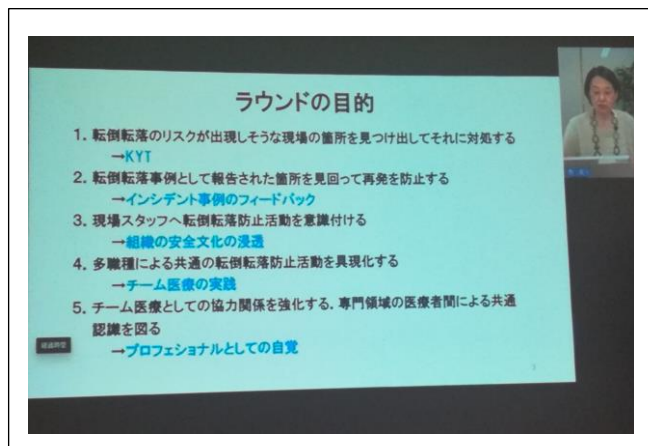 ラウンドの目的
1. 転倒転落のリスクが出現しそうな現場の箇所を見つけ出してそれに対処する
→KYT
2. 転倒転落事例として報告された箇所を見回って再発を防止する
→インシデント事例のフィードバック
3. 現場スタッフへ転倒転落防止活動を意識付ける
→組織の安全文化の浸透
4. 多職種による共通の転倒転落防止活動を具現化する
→チーム医療の実践
5. チーム医療としての協力関係を強化する. 専門領域の医療者間による共通
認識を図る
→プロフェショナルとしての自覚